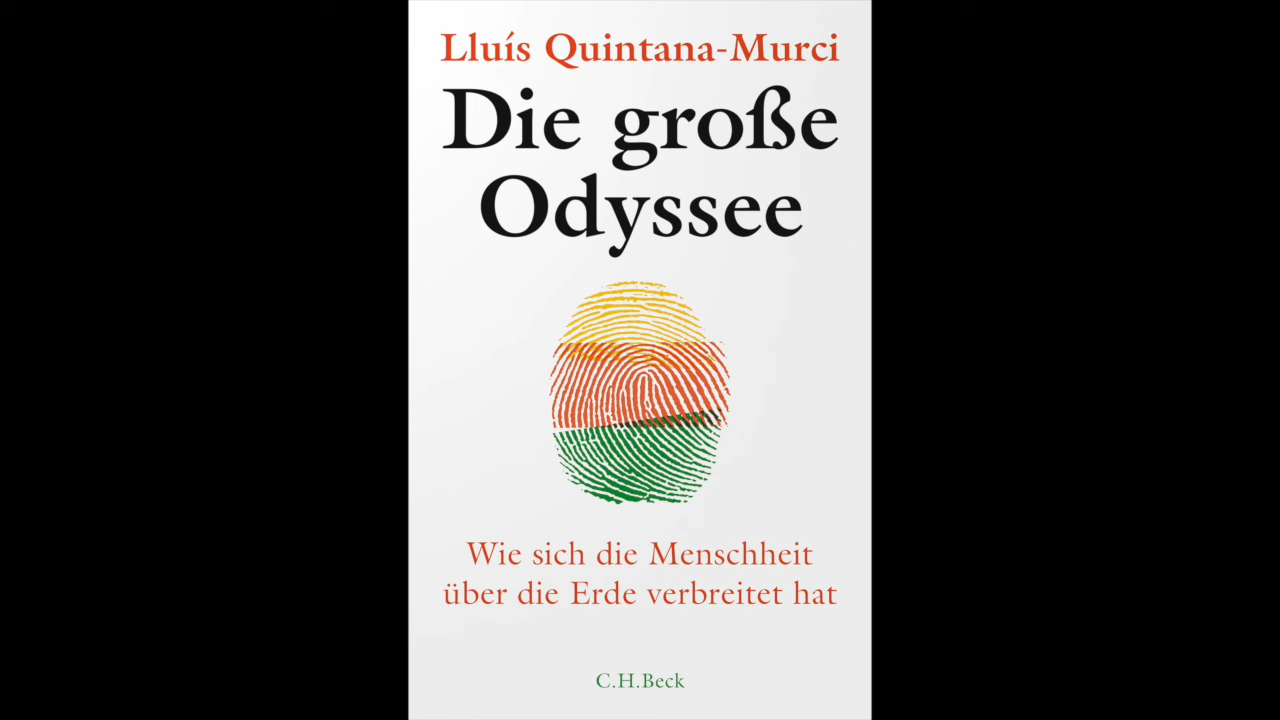 Lluís Quintana-Murci
Die große
Odyssee
Wie sich die Menschheit
über die Erde verbreitet hat
C.H.Beck